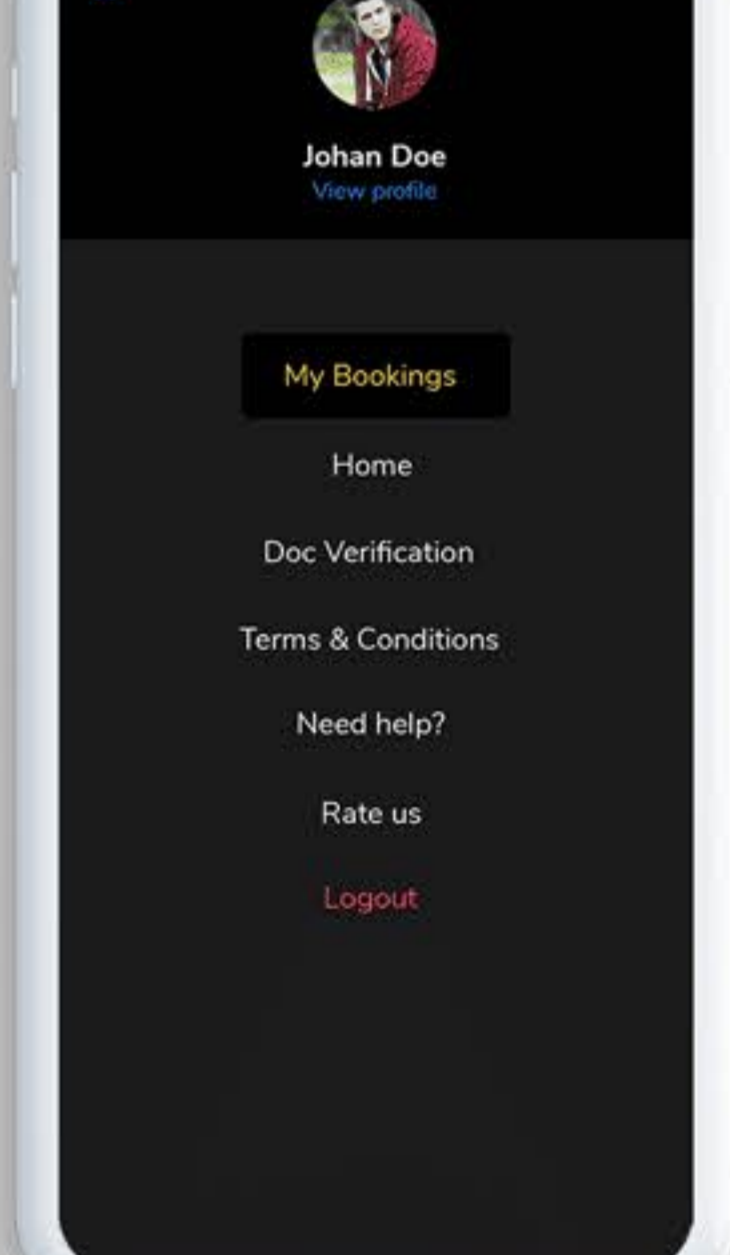 Johan Doe
View profile
My Bookings
Home
Doc Verification
Terms & Conditions
Need help?
Rate us
Logout